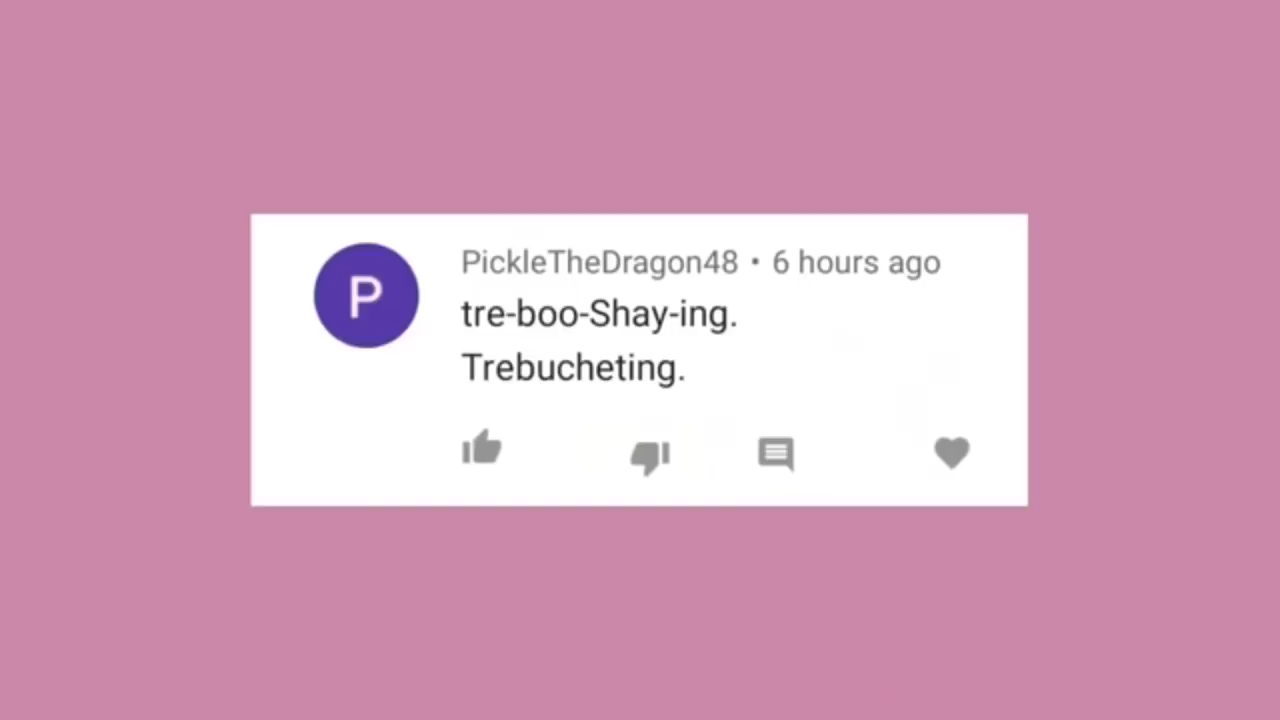 P
PickleTheDragon48 • 6 hours ago
tre-boo-Shay-ing.
Trebucheting.